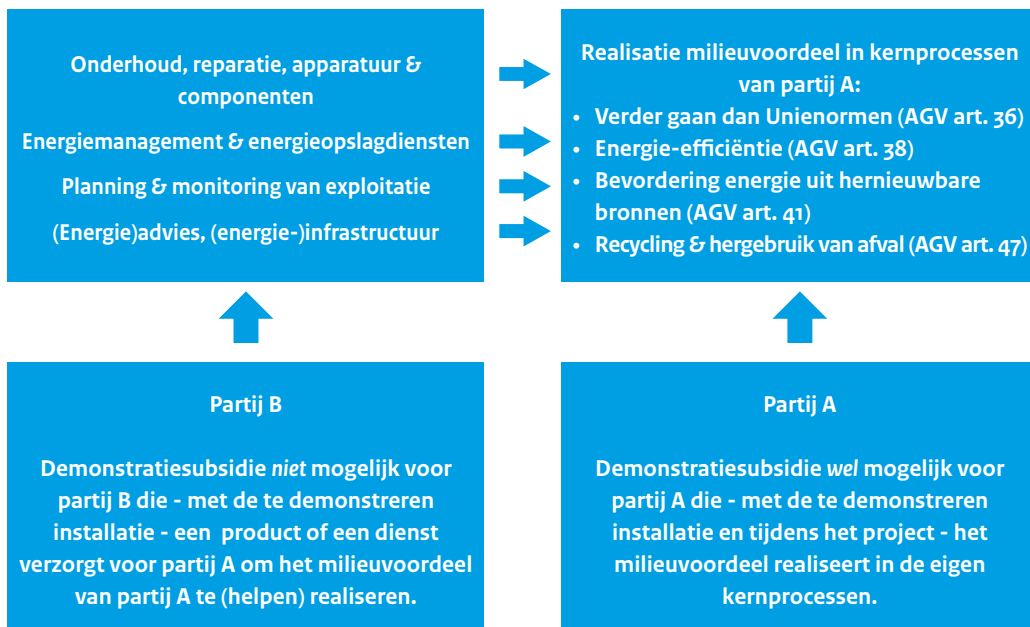 Onderhoud, reparatie, apparatuur &
componenten
Energiemanagement & energieopslagdiensten
Planning & monitoring van exploitatie
(Energie)advies, (energie-)infrastructuur
Realisatie milieuvoordeel in kernprocessen
van partij A:
• Verder gaan dan Unienormen (AGV art. 36)
• Energie-efficiëntie (AGV art. 38)
• Bevordering energie uit hernieuwbare
bronnen (AGV art. 41)
• Recycling & hergebruik van afval (AGV art. 47)
Partij B
Demonstratiesubsidie niet mogelijk voor
partij B die - met de te demonstreren
installatie - een product of een dienst
verzorgt voor partij A om het milieuvoordeel
van partij A te (helpen) realiseren.
Partij A
Demonstratiesubsidie wel mogelijk voor
partij A die - met de te demonstreren
installatie en tijdens het project - het
milieuvoordeel realiseert in de eigen
kernprocessen.